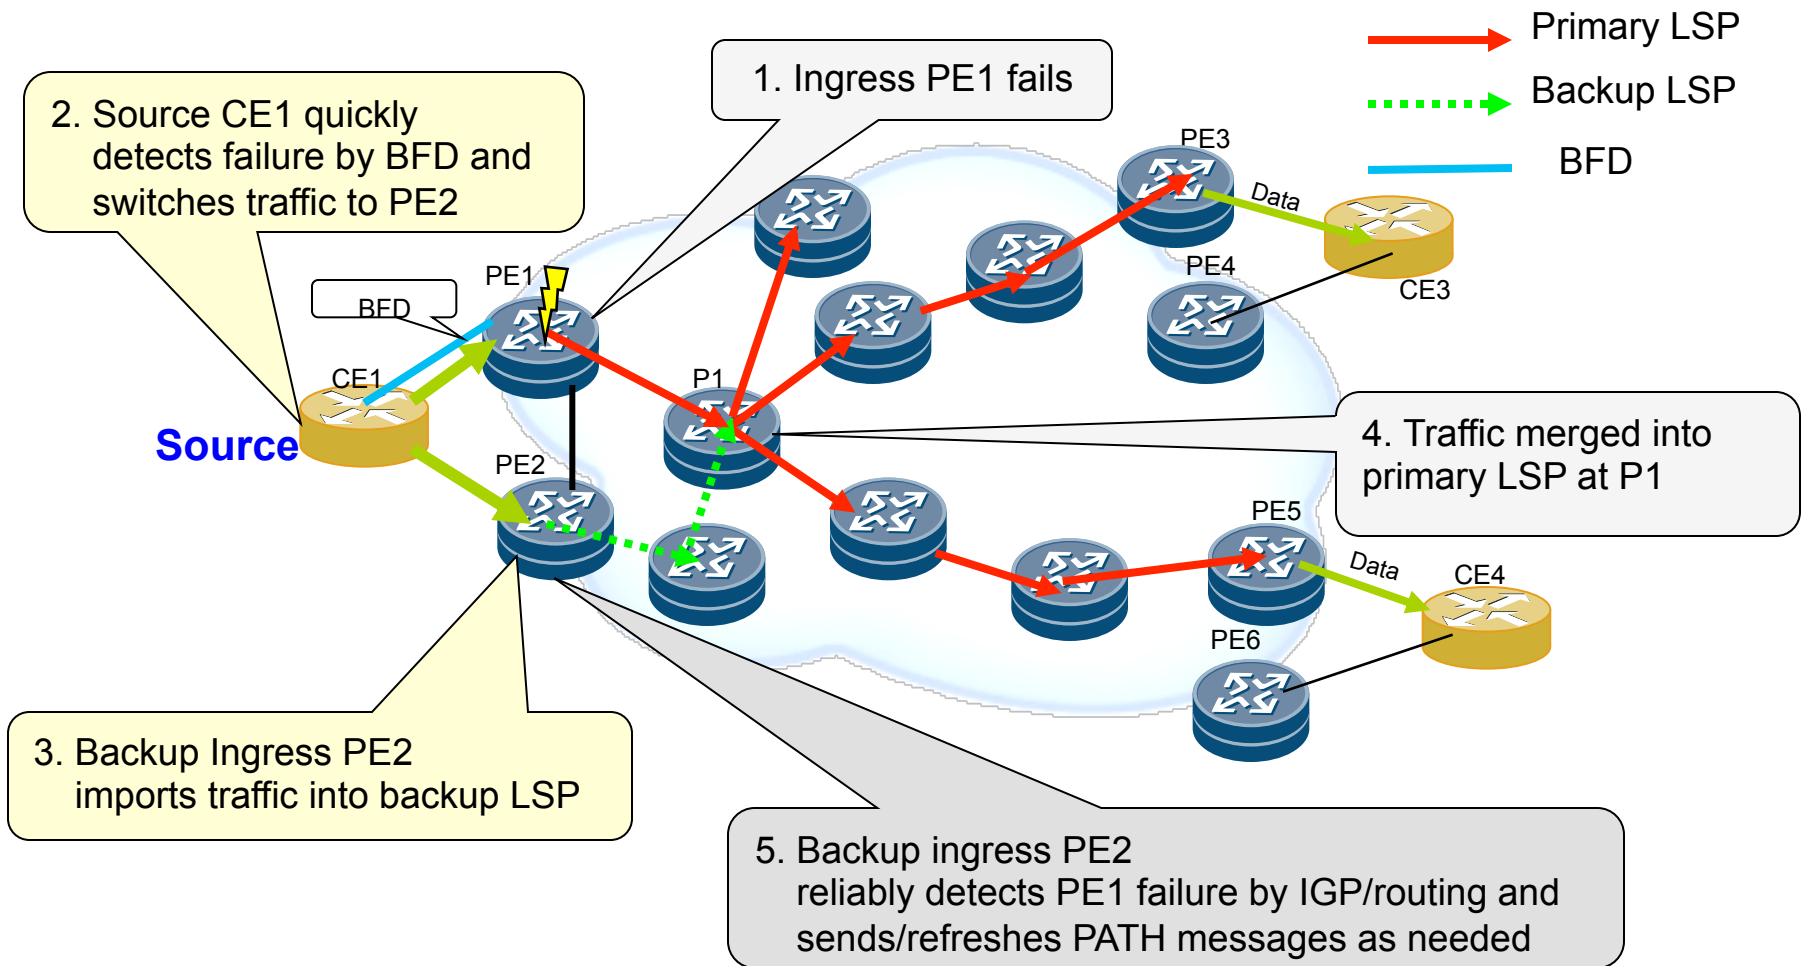 Primary LSP
Backup LSP
BFD
1. Ingress PE1 fails
2. Source CE1 quickly
detects failure by BFD and
switches traffic to PE2
PE3
Data
CE3
PE4
PE1
BFD
CE1
P1
Source
PE2
4. Traffic merged into
primary LSP at P1
PE5
Data
CE4
PE6
3. Backup Ingress PE2
imports traffic into backup LSP
5. Backup ingress PE2
reliably detects PE1 failure by IGP/routing and
sends/refreshes PATH messages as needed